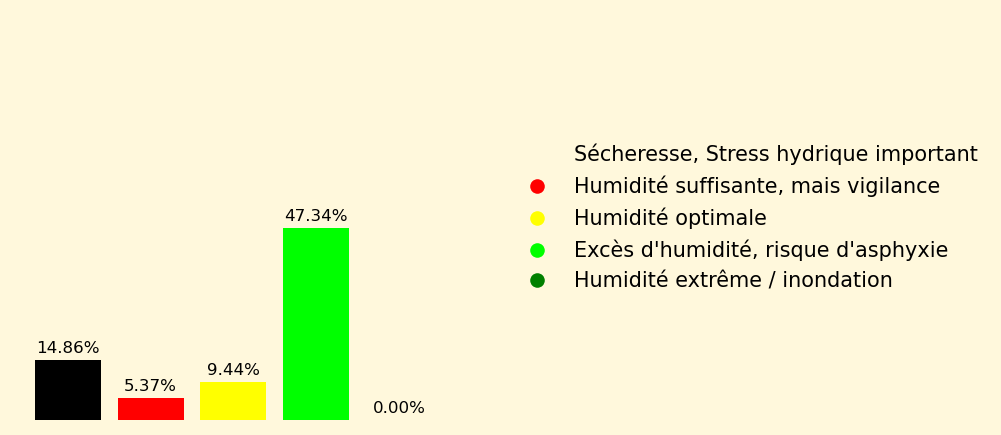 14.86%
5.37%
9.44%
47.34%
0.00%
Sécheresse, Stress hydrique important
Humidité suffisante, mais vigilance
Humidité optimale
Excès d'humidité, risque d'asphyxie
Humidité extrême / inondation